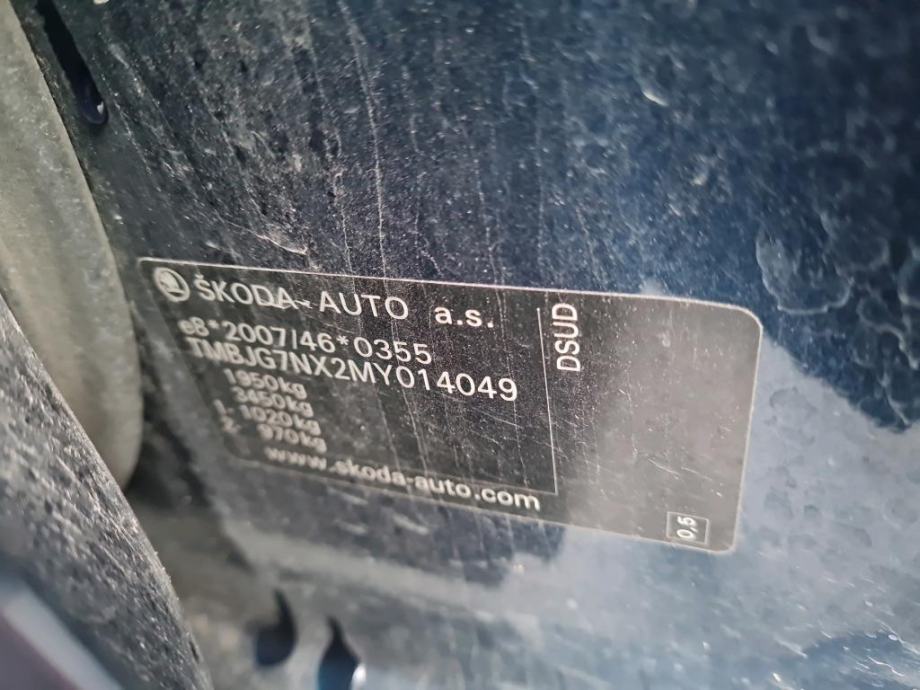 ŠKODA-AUTO a.s.
e8*2007/46*0355
TMBJG7NX2MY014049
1950kg
3450kg
1- 1020kg
2- 970kg
www.skoda-auto.com
DSUD
0,5